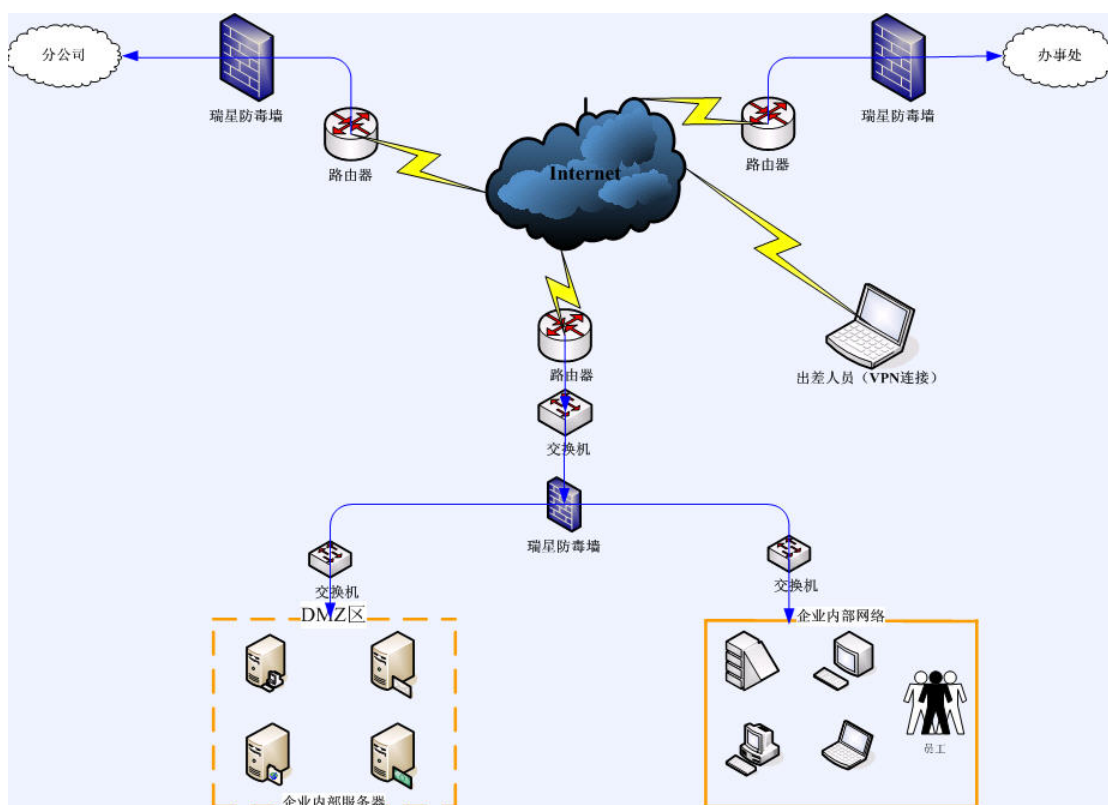 分公司
办事处
瑞星防毒墙
瑞星防毒墙
路由器
路由器
Internet
路由器
出差人员（VPN连接）
交换机
瑞星防毒墙
交换机
交换机
DMZ区
企业内部网络
员工
企业内部服务器